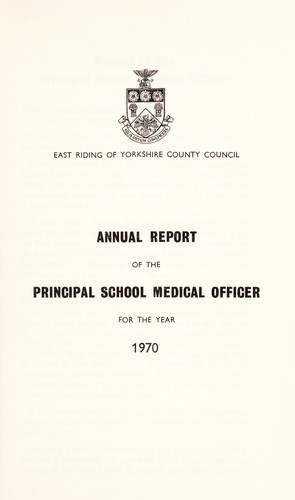 EAST RIDING OF YORKSHIRE COUNTY COUNCIL
ANNUAL REPORT
OF THE
PRINCIPAL SCHOOL MEDICAL OFFICER
FOR THE YEAR
1970